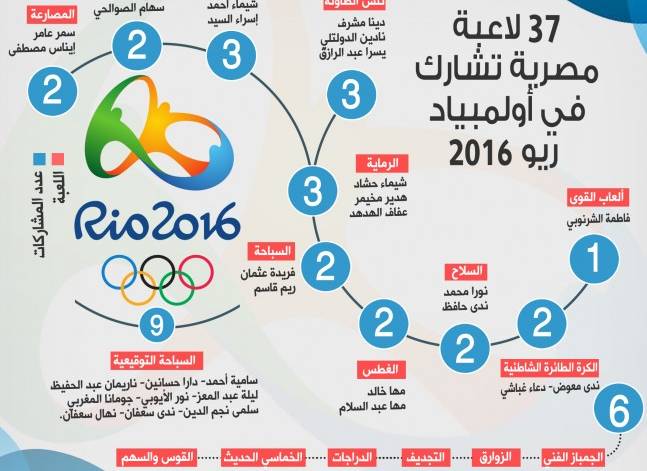 37 لاعبة
مصرية تشارك
في أولمبياد
ريو 2016
تنس الطاولة
دينا مشرف
نادين الدولتلي
يسرا عبد الرازق
3
شيماء احمد
إسراء السيد
3
سهام الصوالحي
2
المصارعة
سمر عامر
إيناس مصطفى
2
اللعبة
عدد المشاركات
Rio2016
الرماية
شيماء حشاد
هدير مخيمر
عفاف الهدهد
3
السباحة
فريدة عثمان
ريم قاسم
2
الغطس
مها خالد
مها عبد السلام
2
السلاح
نورا محمد
ندى حافظ
2
الكرة الطائرة الشاطئية
ندى معوض- دعاء غباشي
2
ألعاب القوى
فاطمة الشرنوبي
1
9
السباحة التوقيعية
سامية أحمد- دارا حسانين- ناريمان عبد الحفيظ
ليلة عبد المعز- نور الأيوبي- جومانا المغربي
سلمى نجم الدين- ندى سعفان- نهال سعفان.
6
الجمباز الفني
الزوارق
التجديف
الدراجات
الخماسي الحديث
القوس والسهم